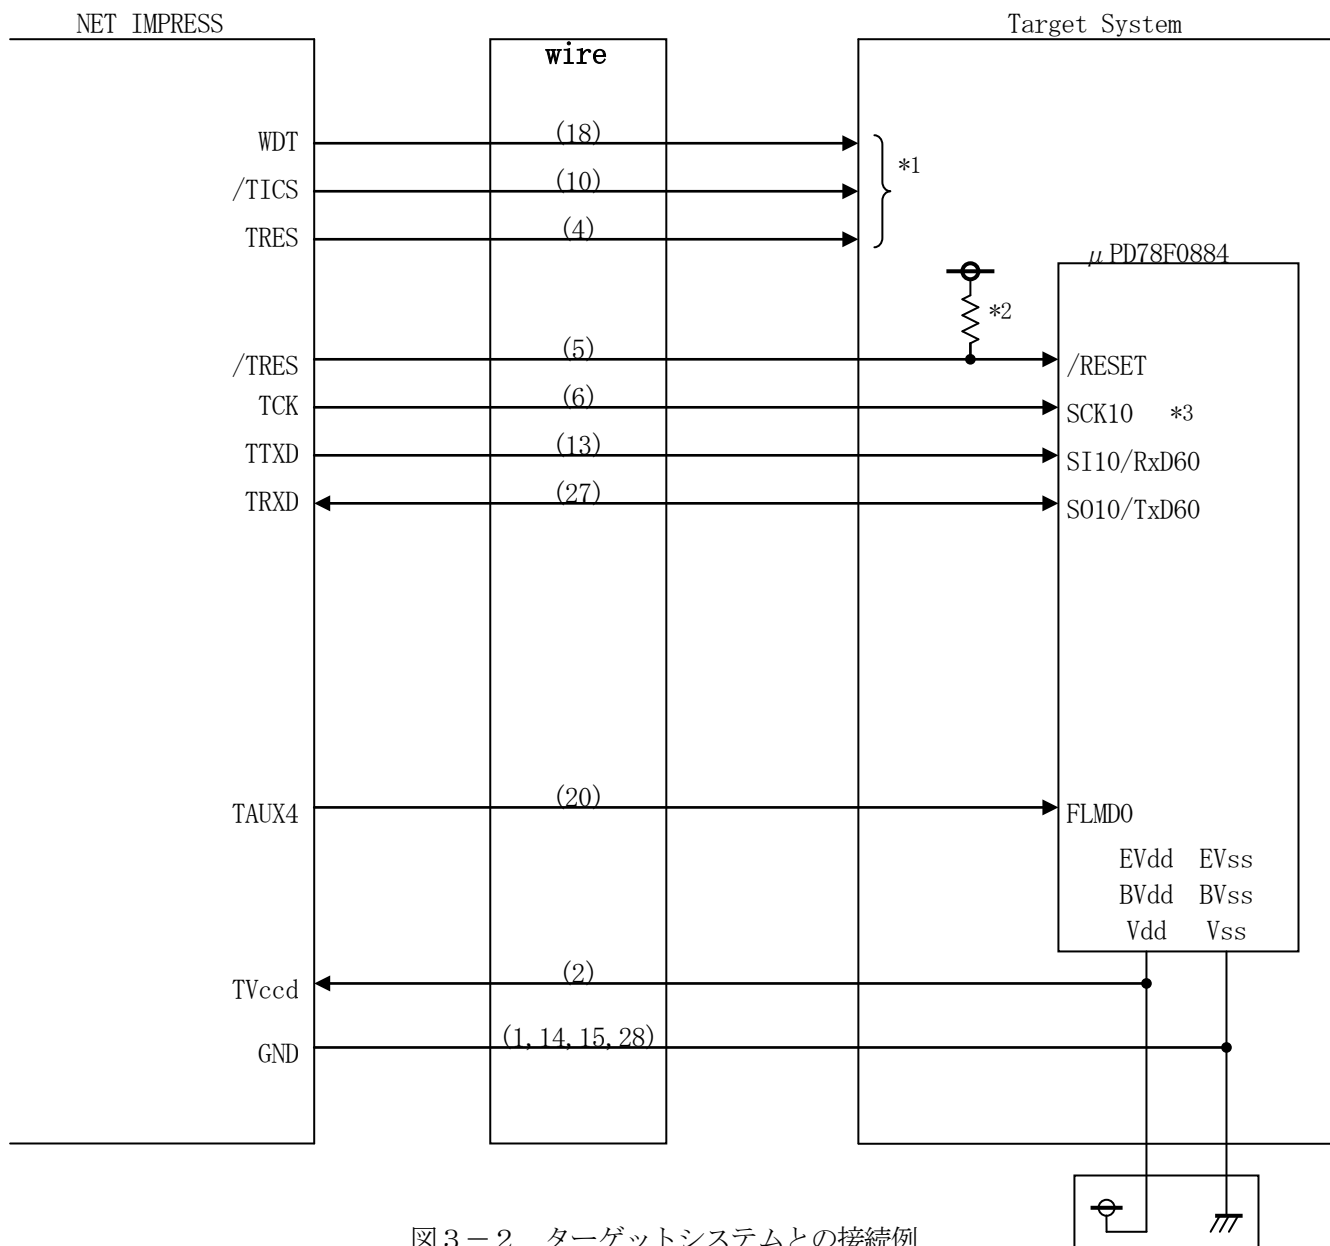 NET IMPRESS
Target System
wire
WDT (18)
*1
/TICS (10)
TRES (4)
μPD78F0884
*2
/TRES (5) /RESET
TCK (6) SCK10 *3
TTXD (13) SI10/RxD60
TRXD (27) SO10/TxD60
TAUX4 (20) FLMD0
EVdd EVss
BVdd BVss
Vdd Vss
TVccd (2)
GND (1,14,15,28)
図3-2 ターゲットシステムとの接続例